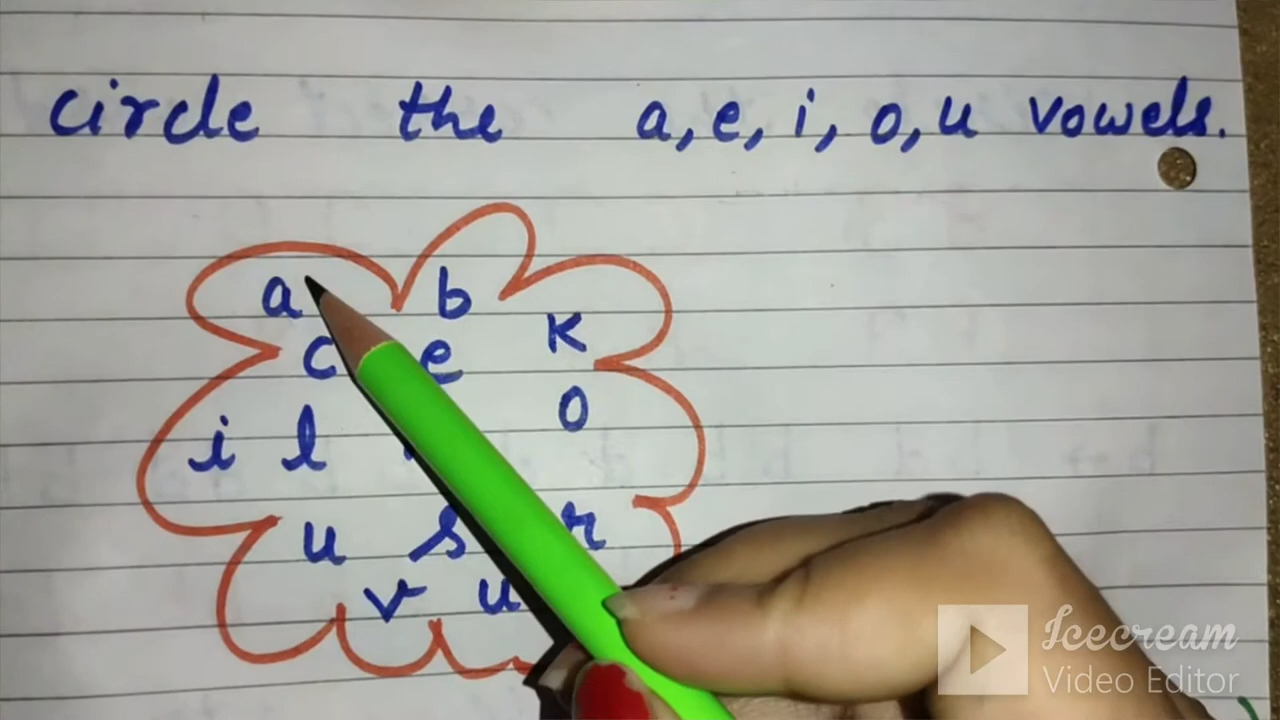 circle the a, e, i, o, u vowels.
a b
k
c e
o
i l
u s r
v u
Icecream
Video Editor